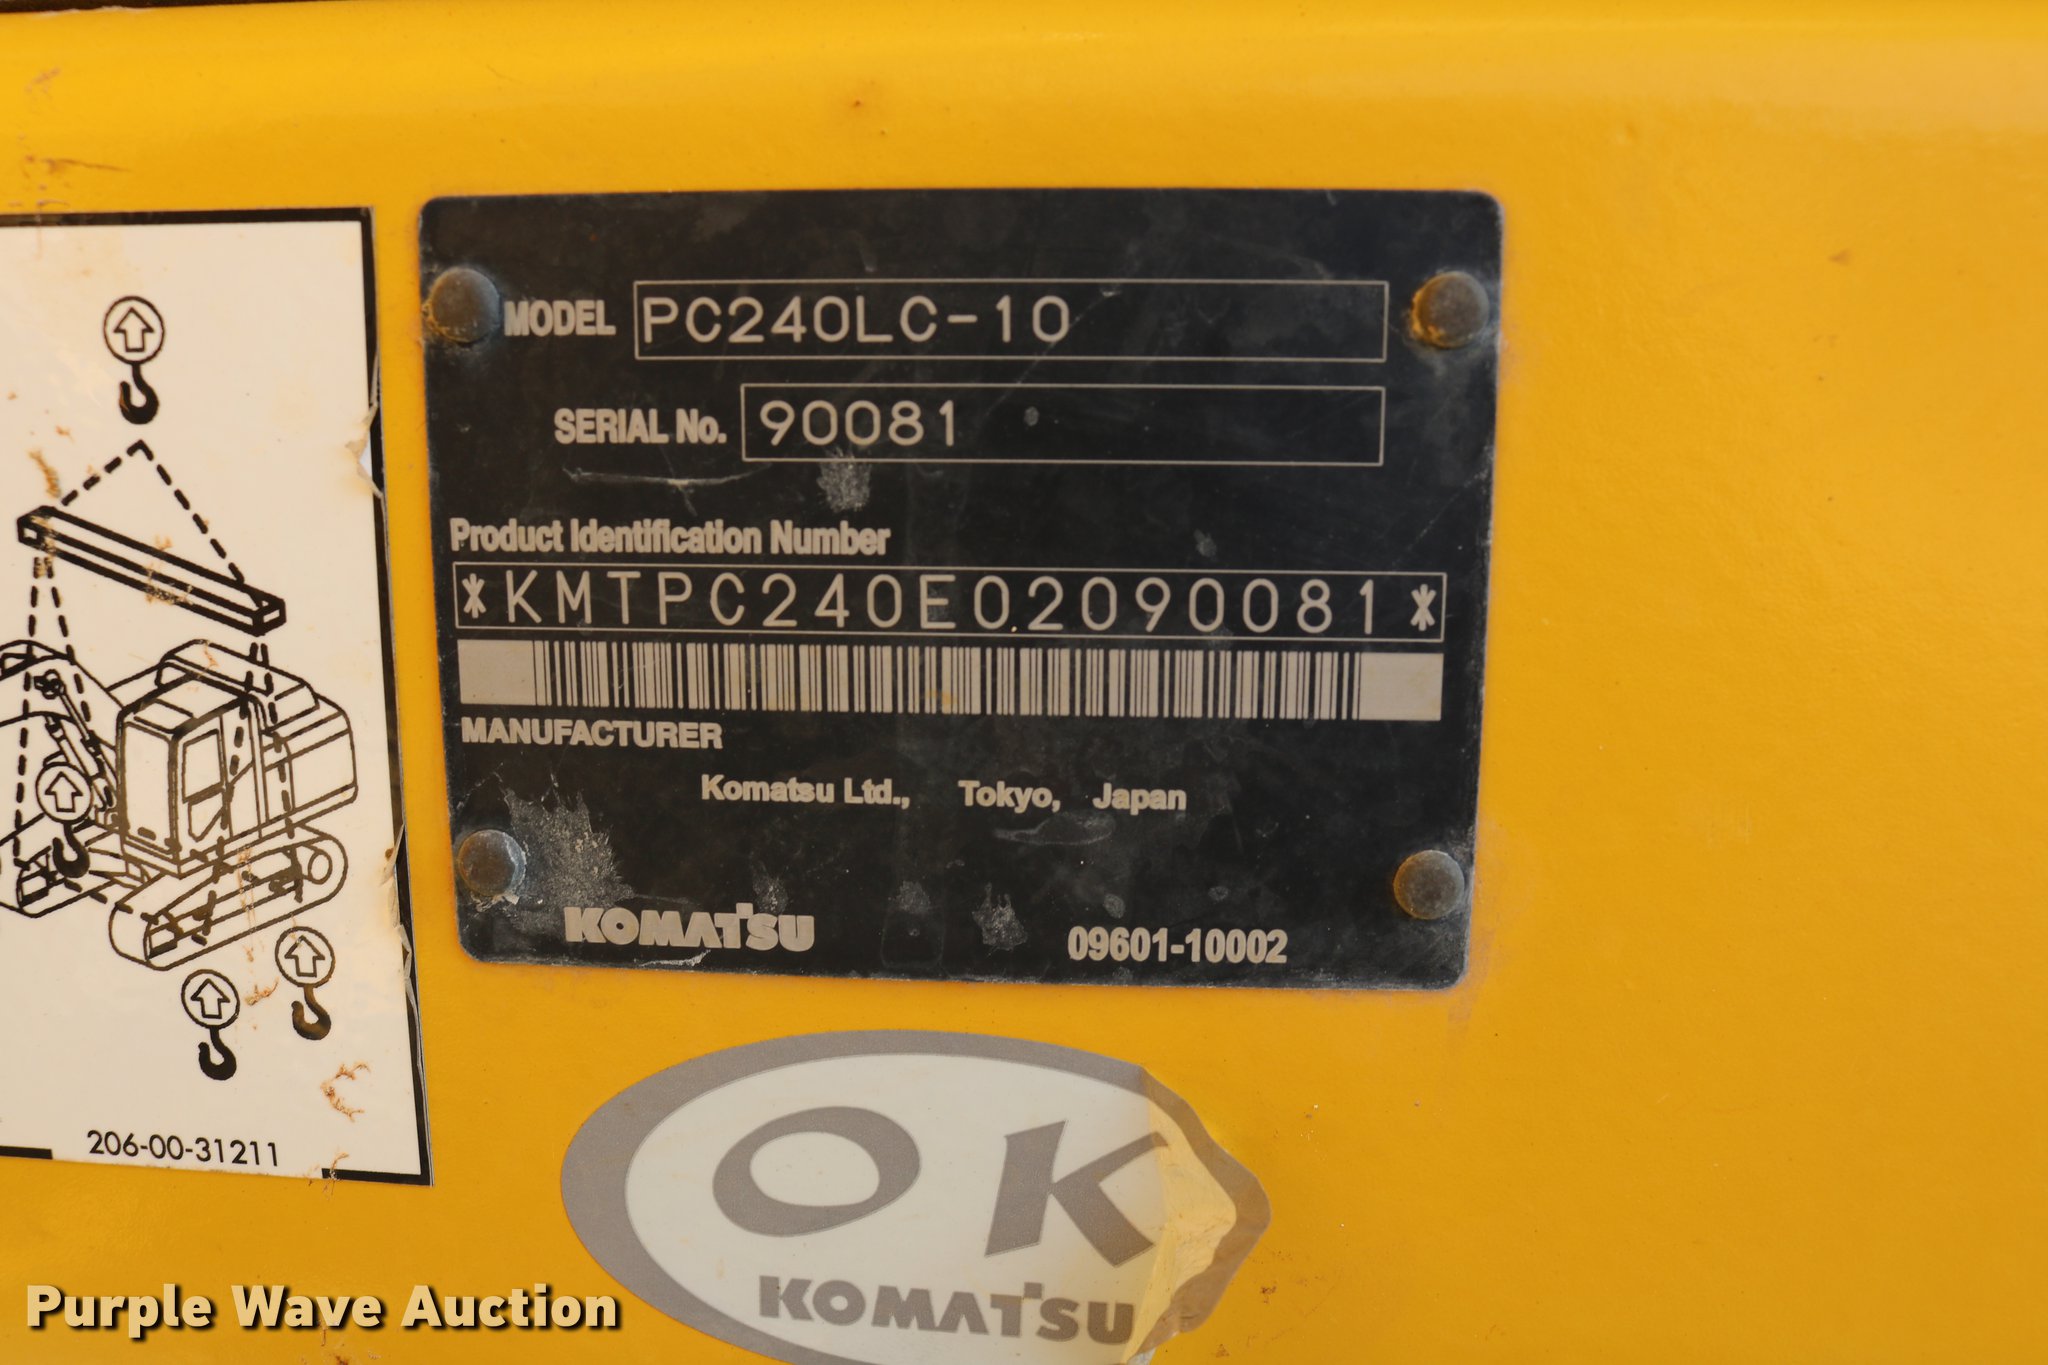 MODEL PC240LC-10
SERIAL No. 90081
Product Identification Number
*KMTPC240E02090081*
MANUFACTURER
Komatsu Ltd., Tokyo, Japan
KOMATSU 09601-10002
206-00-31211
OK
KOMATSU
Purple Wave Auction